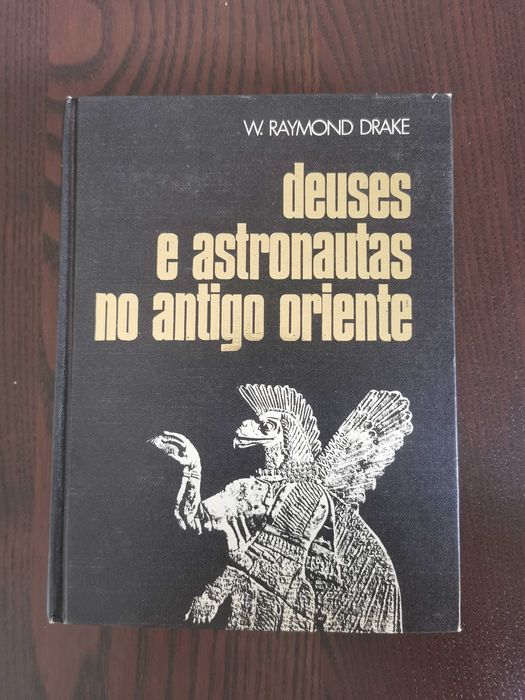 W. RAYMOND DRAKE
deuses
e astronautas
no antigo oriente